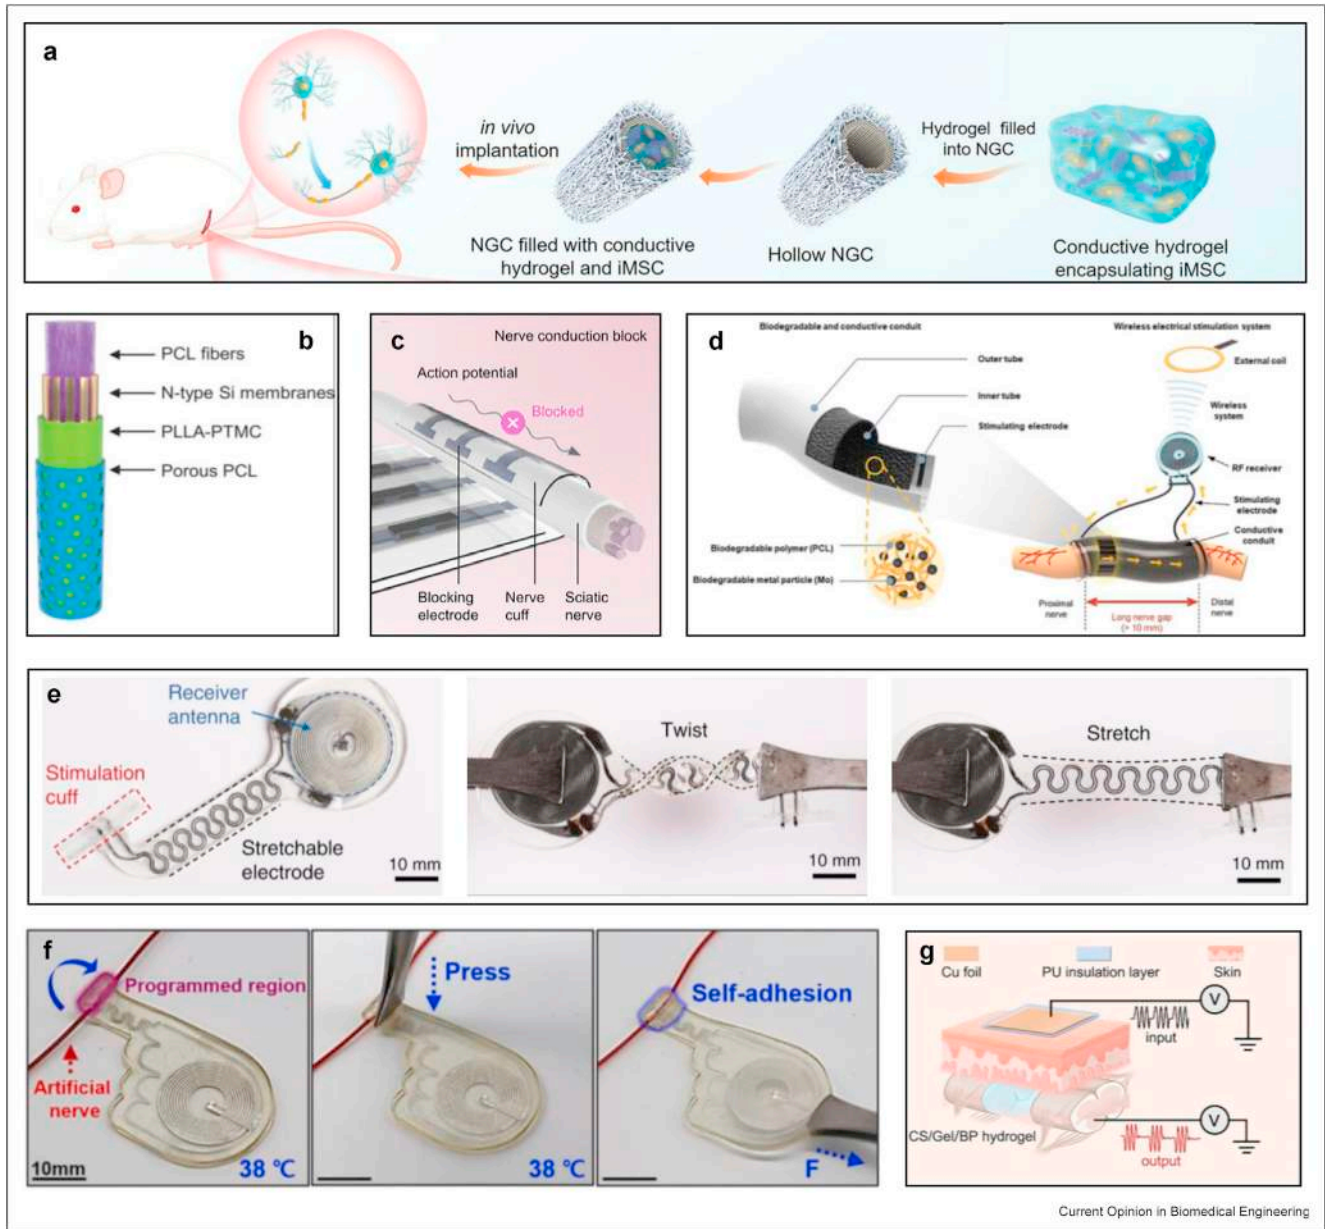 a
in vivo
implantation
Hydrogel filled
into NGC
NGC filled with conductive
hydrogel and iMSC
Hollow NGC
Conductive hydrogel
encapsulating iMSC
b
PCL fibers
N-type Si membranes
PLLA-PTMC
Porous PCL
c
Nerve conduction block
Action potential
Blocked
Blocking
electrode
Nerve
cuff
Sciatic
nerve
d
Biodegradable and conductive conduit
Outer tube
Inner tube
Stimulating electrode
Biodegradable polymer (PCL)
Biodegradable metal particle (Mo)
Wireless electrical stimulation system
External coil
Wireless
system
RF receiver
Stimulating
electrode
Conductive
conduit
Proximal
nerve
Long nerve gap
(> 10 mm)
Distal
nerve
e
Receiver
antenna
Stimulation
cuff
Stretchable
electrode
10 mm
Twist
10 mm
Stretch
10 mm
f
Programmed region
Artificial
nerve
10mm
38 ℃
Press
38 ℃
Self-adhesion
F
g
Cu foil
PU insulation layer
Skin
V
input
CS/Gel/BP hydrogel
V
output
Current Opinion in Biomedical Engineering